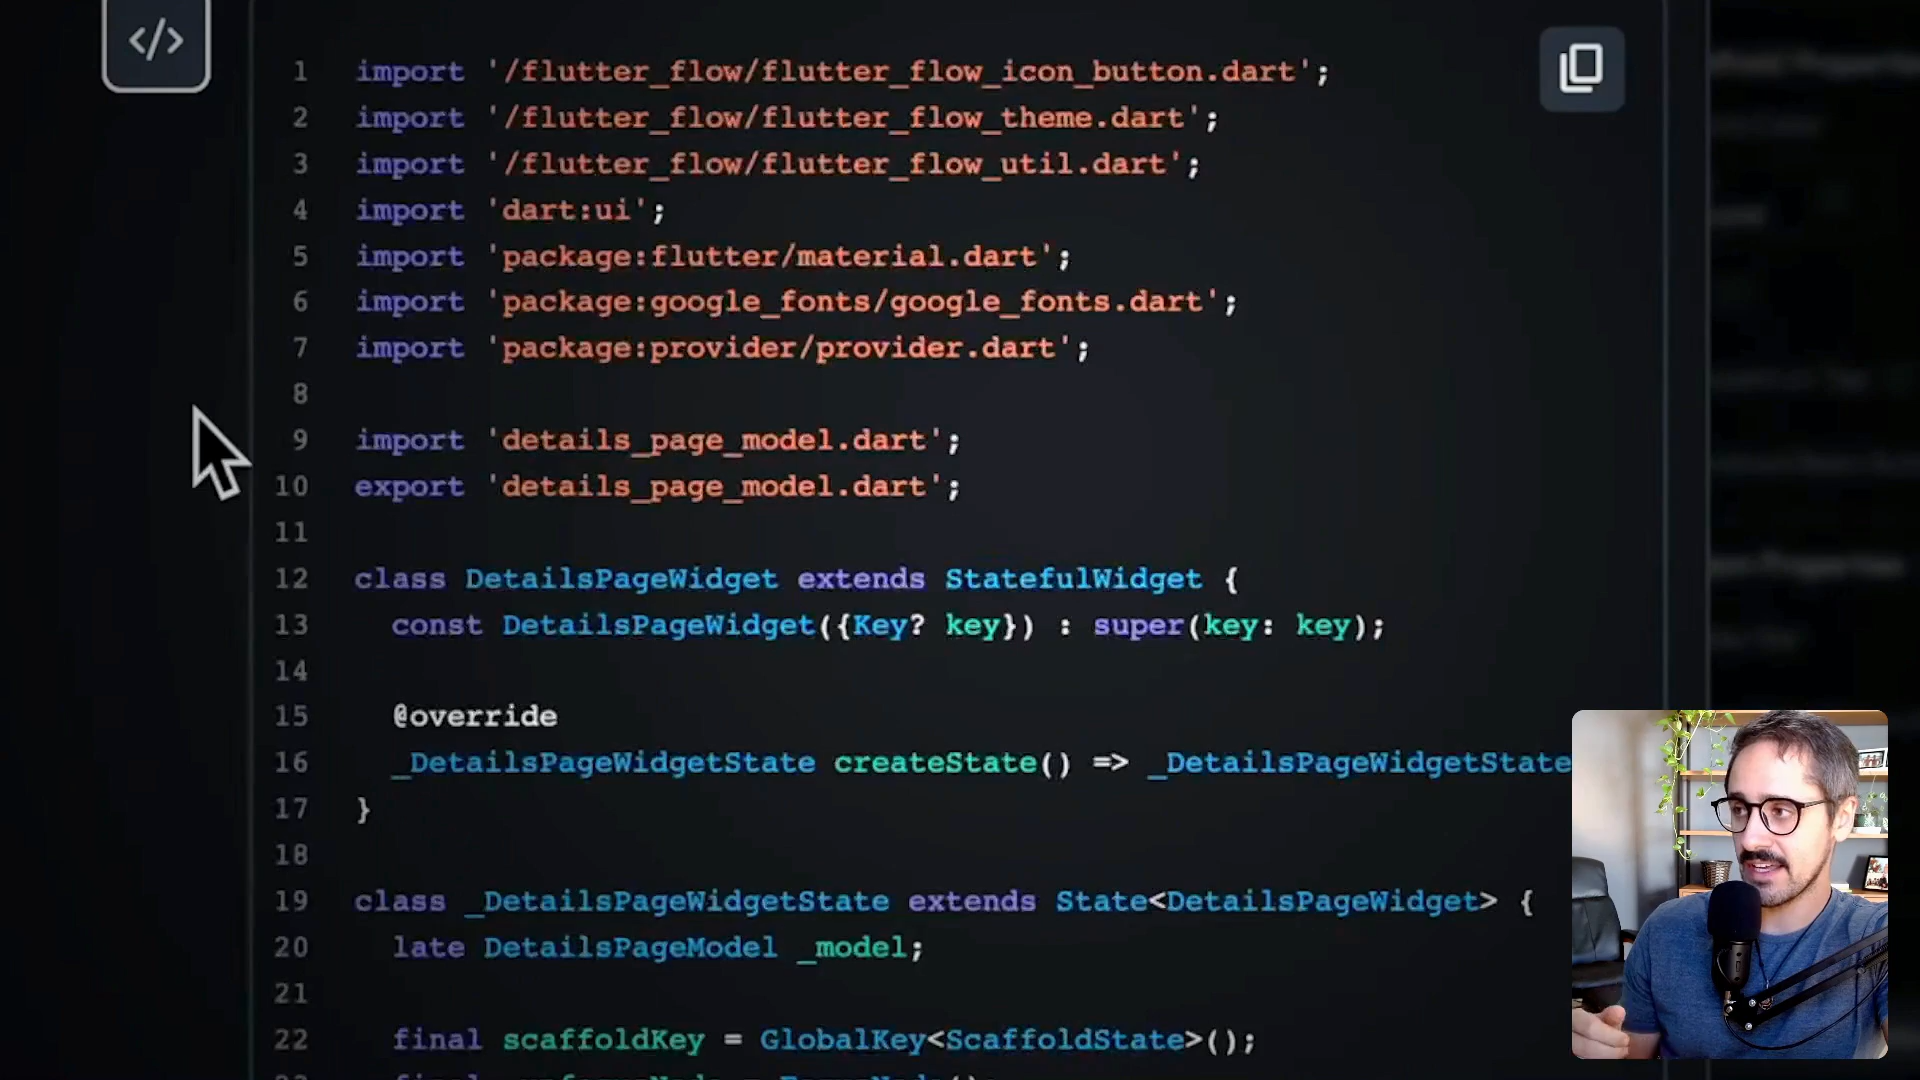 </>
1 import '/flutter_flow/flutter_flow_icon_button.dart';
2 import '/flutter_flow/flutter_flow_theme.dart';
3 import '/flutter_flow/flutter_flow_util.dart';
4 import 'dart:ui';
5 import 'package:flutter/material.dart';
6 import 'package:google_fonts/google_fonts.dart';
7 import 'package:provider/provider.dart';
8
9 import 'details_page_model.dart';
10 export 'details_page_model.dart';
11
12 class DetailsPageWidget extends StatefulWidget {
13 const DetailsPageWidget({Key? key}) : super(key: key);
14
15 @override
16 _DetailsPageWidgetState createState() => _DetailsPageWidgetState
17 }
18
19 class _DetailsPageWidgetState extends State<DetailsPageWidget> {
20 late DetailsPageModel _model;
21
22 final scaffoldKey = GlobalKey<ScaffoldState>();